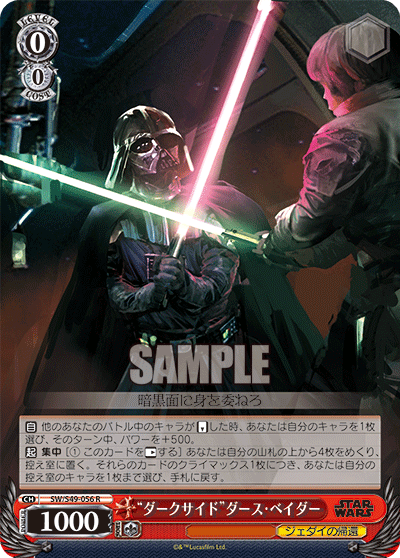 LEVEL
0
0
COST
SAMPLE
暗黒面に身を委ねろ
自 他のあなたのバトル中のキャラが【リバース】した時、あなたは自分のキャラを1枚
選び、そのターン中、パワーを+500。
起 集中 [① このカードを【レスト】する] あなたは自分の山札の上から4枚をめくり、
控え室に置く。それらのカードのクライマックス1枚につき、あなたは自分の
控え室のキャラを1枚まで選び、手札に戻す。
CH SW/S49-056 R
POWER
1000
“ダークサイド”ダース・ベイダー
STAR WARS
ジェダイの帰還
©&™Lucasfilm Ltd.